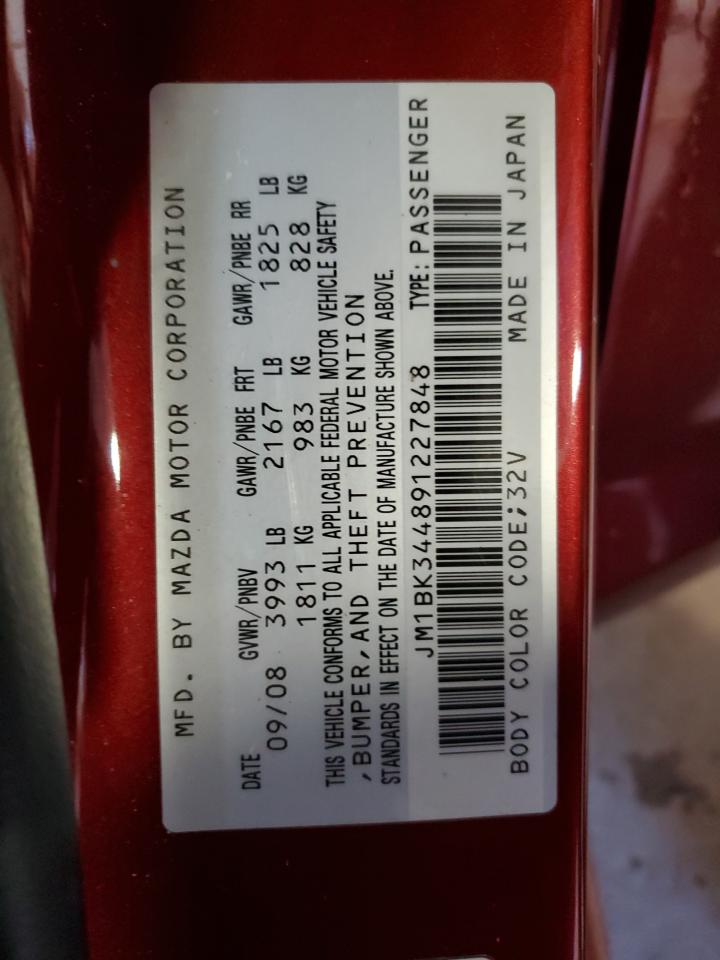 MFD. BY MAZDA MOTOR CORPORATION
DATE GVWR/PNBV GAWR/PNBE FRT GAWR/PNBE RR
09/08 3993 LB 2167 LB 1825 LB
1811 KG 983 KG 828 KG
THIS VEHICLE CONFORMS TO ALL APPLICABLE FEDERAL MOTOR VEHICLE SAFETY
,BUMPER,AND THEFT PREVENTION
STANDARDS IN EFFECT ON THE DATE OF MANUFACTURE SHOWN ABOVE.
JM1BK344891227848 TYPE: PASSENGER
BODY COLOR CODE;32V MADE IN JAPAN